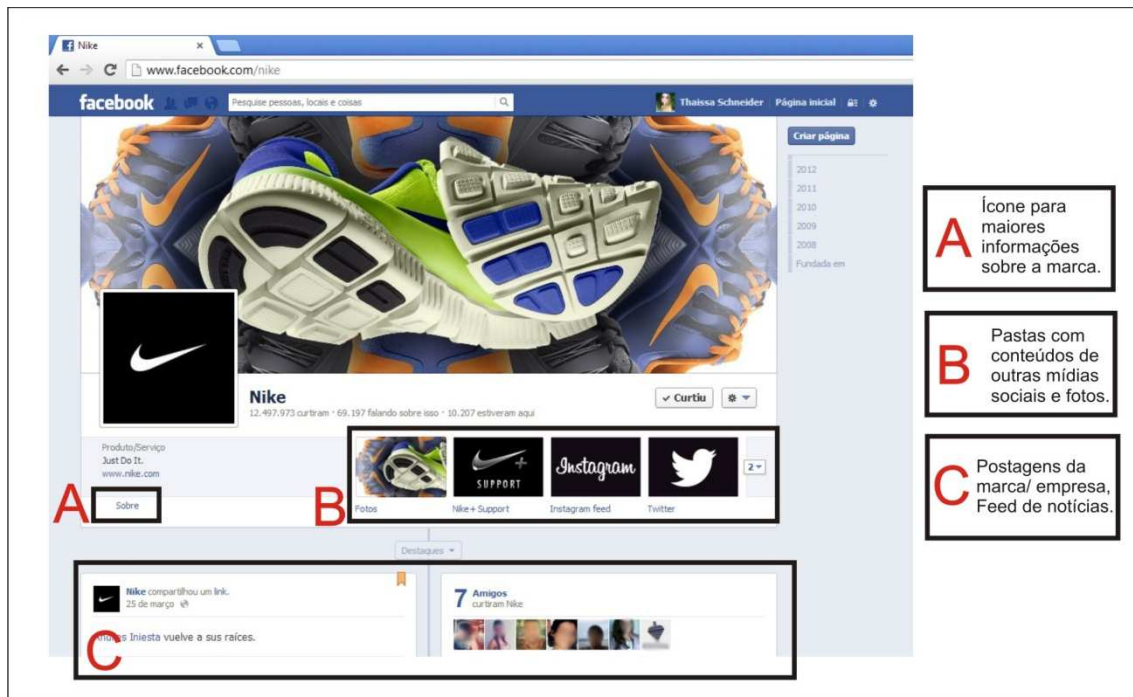 Nike
www.facebook.com/nike
facebook
Pesquise pessoas, locais e coisas
Thaissa Schneider
Página inicial
Criar página
2012
2011
2010
2009
2008
Fundada em
Nike
12.497.973 curtiram · 69.197 falando sobre isso · 10.207 estiveram aqui
Curtiu
Produto/Serviço
Just Do It.
www.nike.com
A
Sobre
B
SUPPORT
Instagram
2
Fotos
Nike+ Support
Instagram feed
Twitter
Destaques
Nike compartilhou um link.
25 de março
Iniesta vuelve a sus raíces.
C
7 Amigos
curtiram Nike
A
Ícone para
maiores
informações
sobre a marca.
B
Pastas com
conteúdos de
outras mídias
sociais e fotos.
C
Postagens da
marca/ empresa,
Feed de notícias.